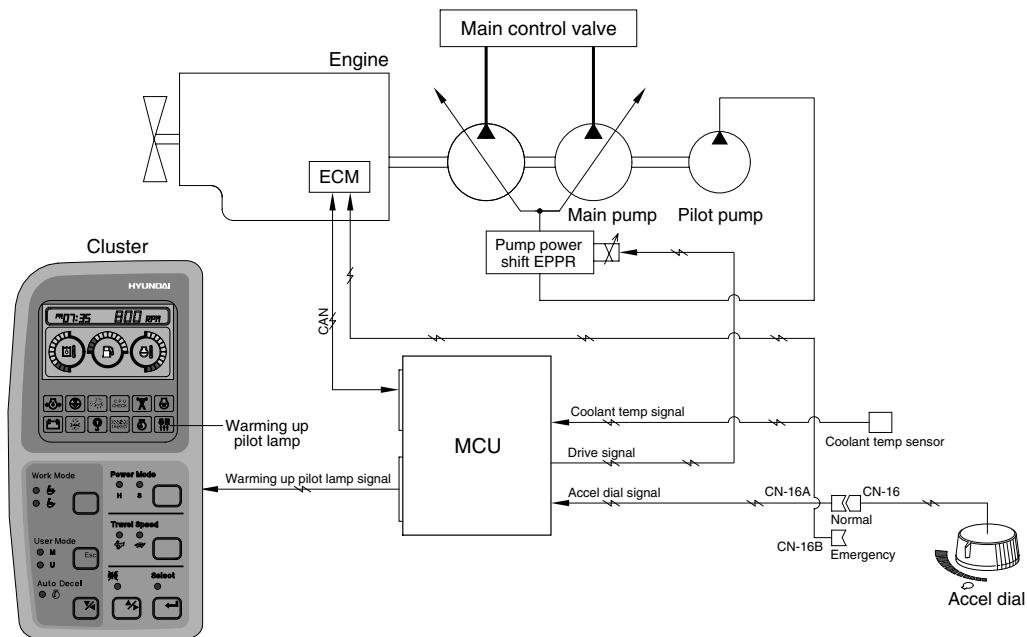 Main control valve
Engine
ECM
Main pump
Pilot pump
Pump power
shift EPPR
Cluster
HYUNDAI
PM 07:35 800 RPM
CPU
CHECK
CAN
Warming up
pilot lamp
MCU
Coolant temp signal
Coolant temp sensor
Drive signal
Warming up pilot lamp signal
Accel dial signal
CN-16A
CN-16
Normal
CN-16B
Emergency
Accel dial
Work Mode
Power Mode
H S
Travel Speed
User Mode
M
U
Esc
Auto Decel
Select